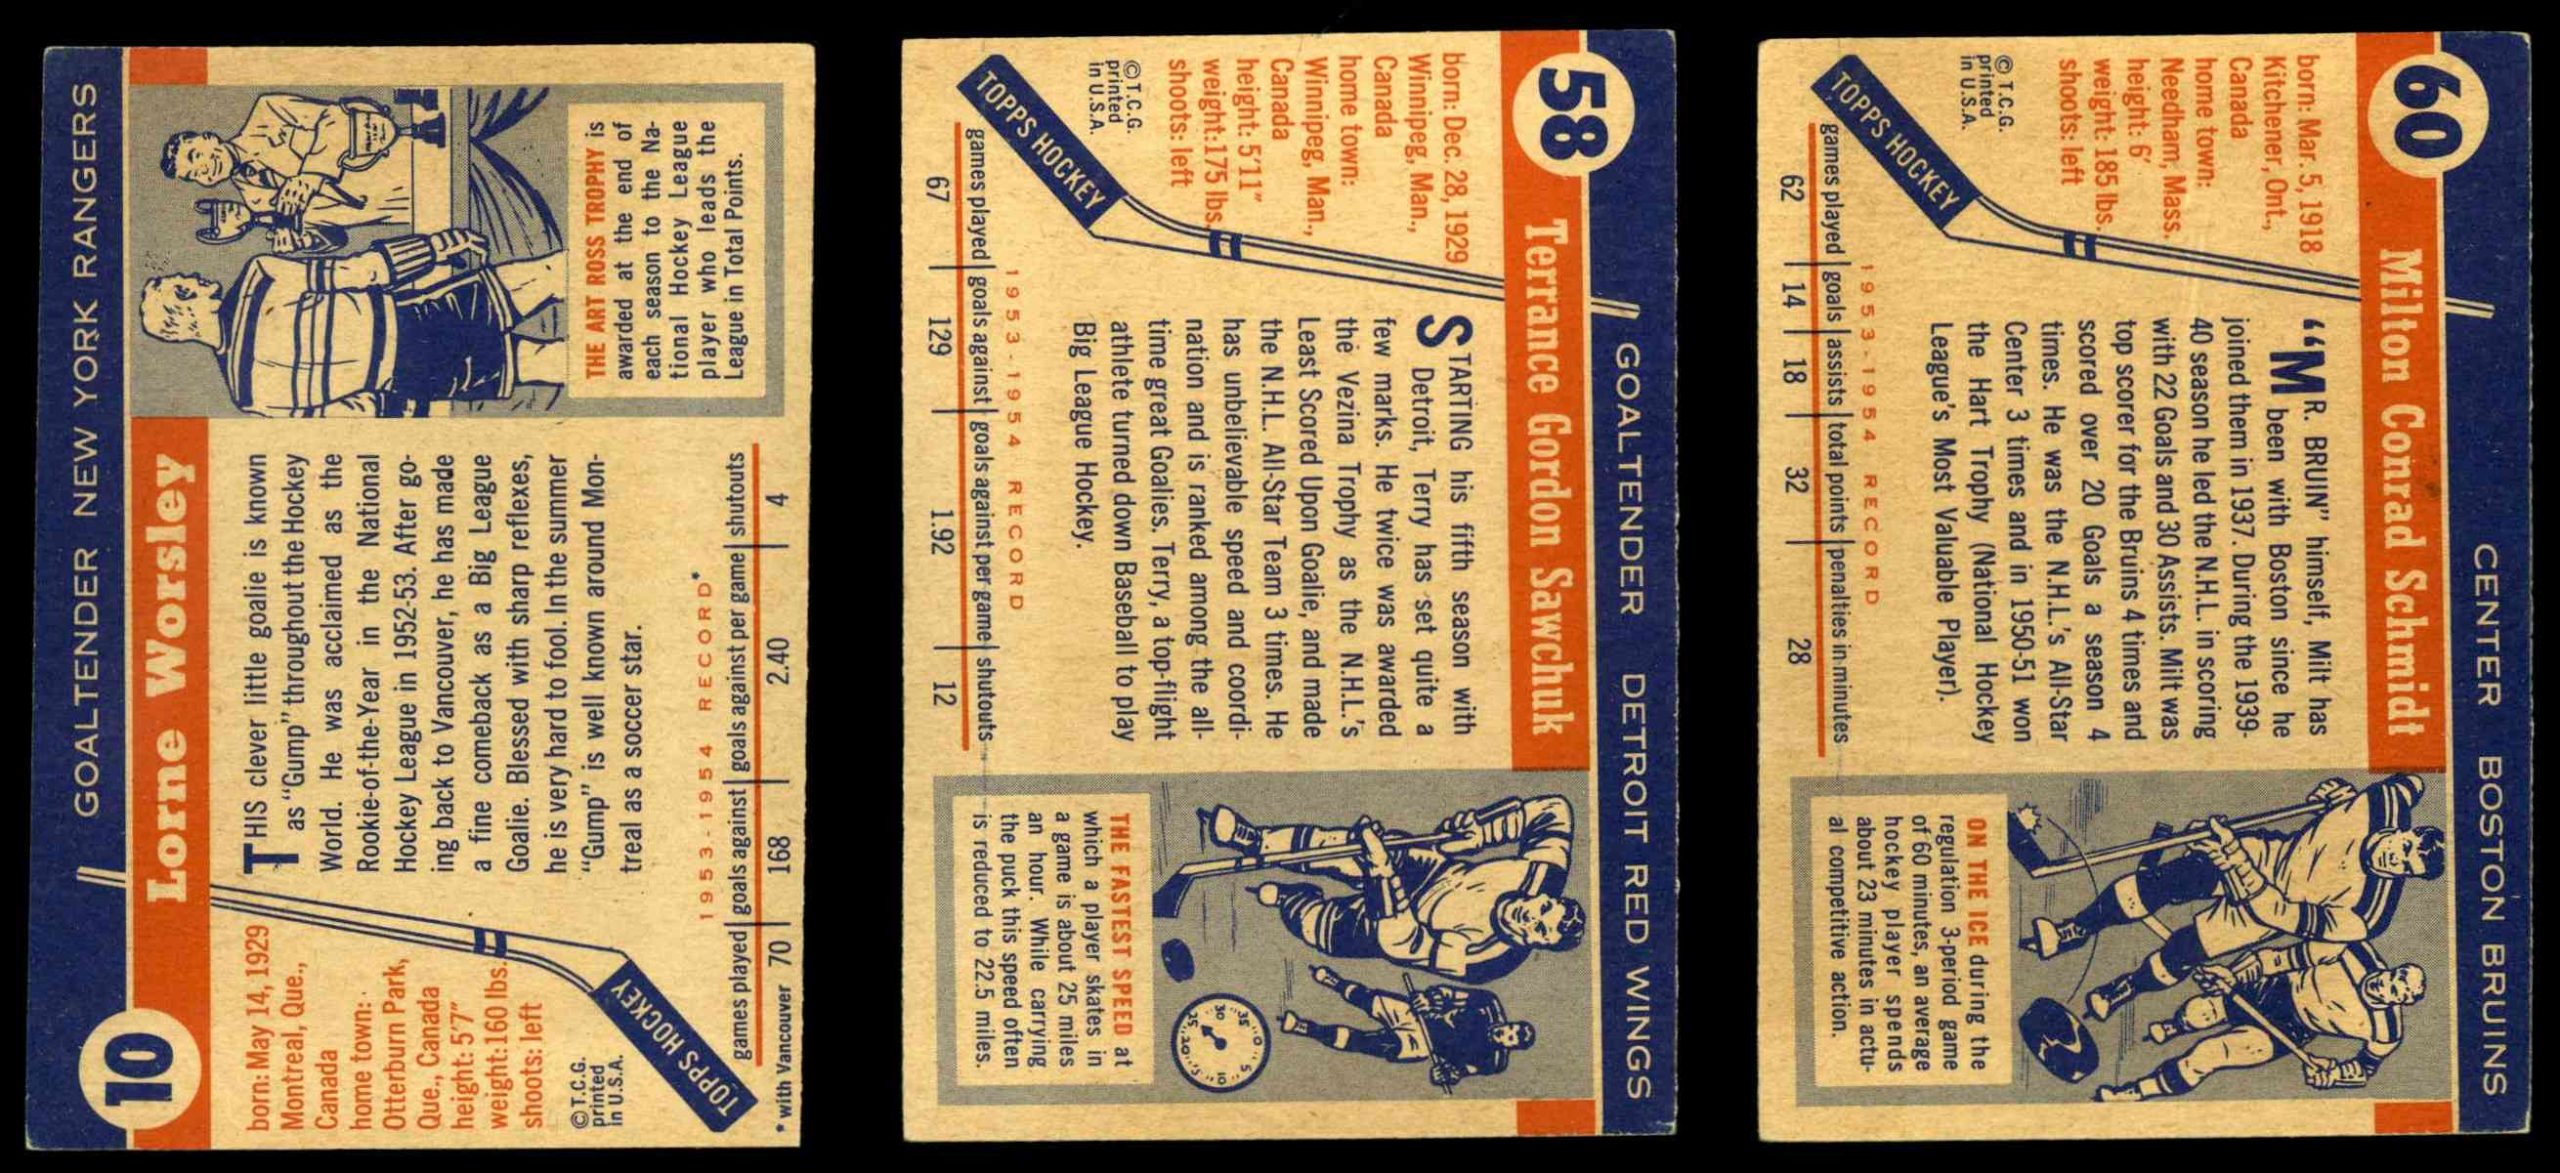 GOALTENDER NEW YORK RANGERS
10
Lorne Worsley
born: May 14, 1929
Montreal, Que.,
Canada
home town:
Otterburn Park,
Que., Canada
height: 5'7"
weight: 160 lbs.
shoots: left
© T.C.G.
printed
in U.S.A.
TOPPS HOCKEY
THIS clever little goalie is known
as "Gump" throughout the Hockey
World. He was acclaimed as the
Rookie-of-the-Year in the National
Hockey League in 1952-53. After go-
ing back to Vancouver, he has made
a fine comeback as a Big League
Goalie. Blessed with sharp reflexes,
he is very hard to fool. In the summer
"Gump" is well known around Mon-
treal as a soccer star.
THE ART ROSS TROPHY is
awarded at the end of
each season to the Na-
tional Hockey League
player who leads the
League in Total Points.
1953-1954 RECORD*
games played goals against goals against per game shutouts
70 168 2.40 4
*with Vancouver
58
GOALTENDER DETROIT RED WINGS
Terrance Gordon Sawchuk
born: Dec. 28, 1929
Winnipeg, Man.,
Canada
home town:
Winnipeg, Man.,
Canada
height: 5'11"
weight: 175 lbs.
shoots: left
© T.C.G.
printed
in U.S.A.
TOPPS HOCKEY
STARTING his fifth season with
Detroit, Terry has set quite a
few marks. He twice was awarded
the Vezina Trophy as the N.H.L.'s
Least Scored Upon Goalie, and made
the N.H.L. All-Star Team 3 times. He
has unbelievable speed and coordi-
nation and is ranked among the all-
time great Goalies. Terry, a top-flight
athlete turned down Baseball to play
Big League Hockey.
THE FASTEST SPEED at
which a player skates in
a game is about 25 miles
an hour. While carrying
the puck this speed often
is reduced to 22.5 miles.
35 0 5 10 20 25 30
1953-1954 RECORD
games played goals against goals against per game shutouts
67 129 1.92 12
60
CENTER BOSTON BRUINS
Milton Conrad Schmidt
born: Mar. 5, 1918
Kitchener, Ont.,
Canada
home town:
Needham, Mass.
height: 6'
weight: 185 lbs.
shoots: left
© T.C.G.
printed
in U.S.A.
TOPPS HOCKEY
"MR. BRUIN" himself, Milt has
been with Boston since he
joined them in 1937. During the 1939-
40 season he led the N.H.L. in scoring
with 22 Goals and 30 Assists. Milt was
top scorer for the Bruins 4 times and
scored over 20 Goals a season 4
times. He was the N.H.L.'s All-Star
Center 3 times and in 1950-51 won
the Hart Trophy (National Hockey
League's Most Valuable Player).
ON THE ICE during the
regulation 3-period game
of 60 minutes, an average
hockey player spends
about 23 minutes in actu-
al competitive action.
1953-1954 RECORD
games played goals assists total points penalties in minutes
62 14 18 32 28